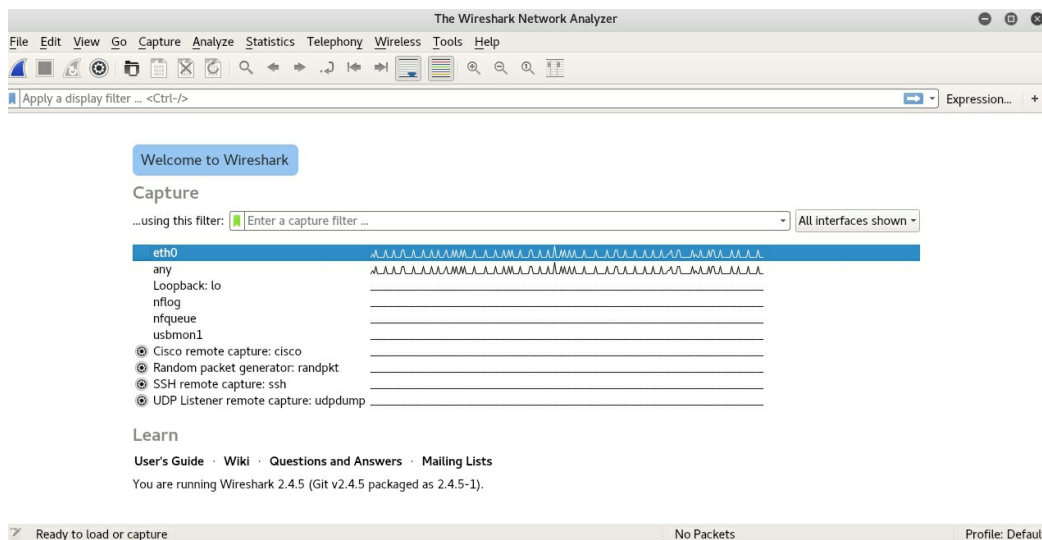 The Wireshark Network Analyzer
File Edit View Go Capture Analyze Statistics Telephony Wireless Tools Help
Apply a display filter ... <Ctrl-/> Expression... +
Welcome to Wireshark
Capture
...using this filter: Enter a capture filter ... All interfaces shown
eth0
any
Loopback: lo
nflog
nfqueue
usbmon1
Cisco remote capture: cisco
Random packet generator: randpkt
SSH remote capture: ssh
UDP Listener remote capture: udpdump
Learn
User's Guide · Wiki · Questions and Answers · Mailing Lists
You are running Wireshark 2.4.5 (Git v2.4.5 packaged as 2.4.5-1).
Ready to load or capture No Packets Profile: Defaul